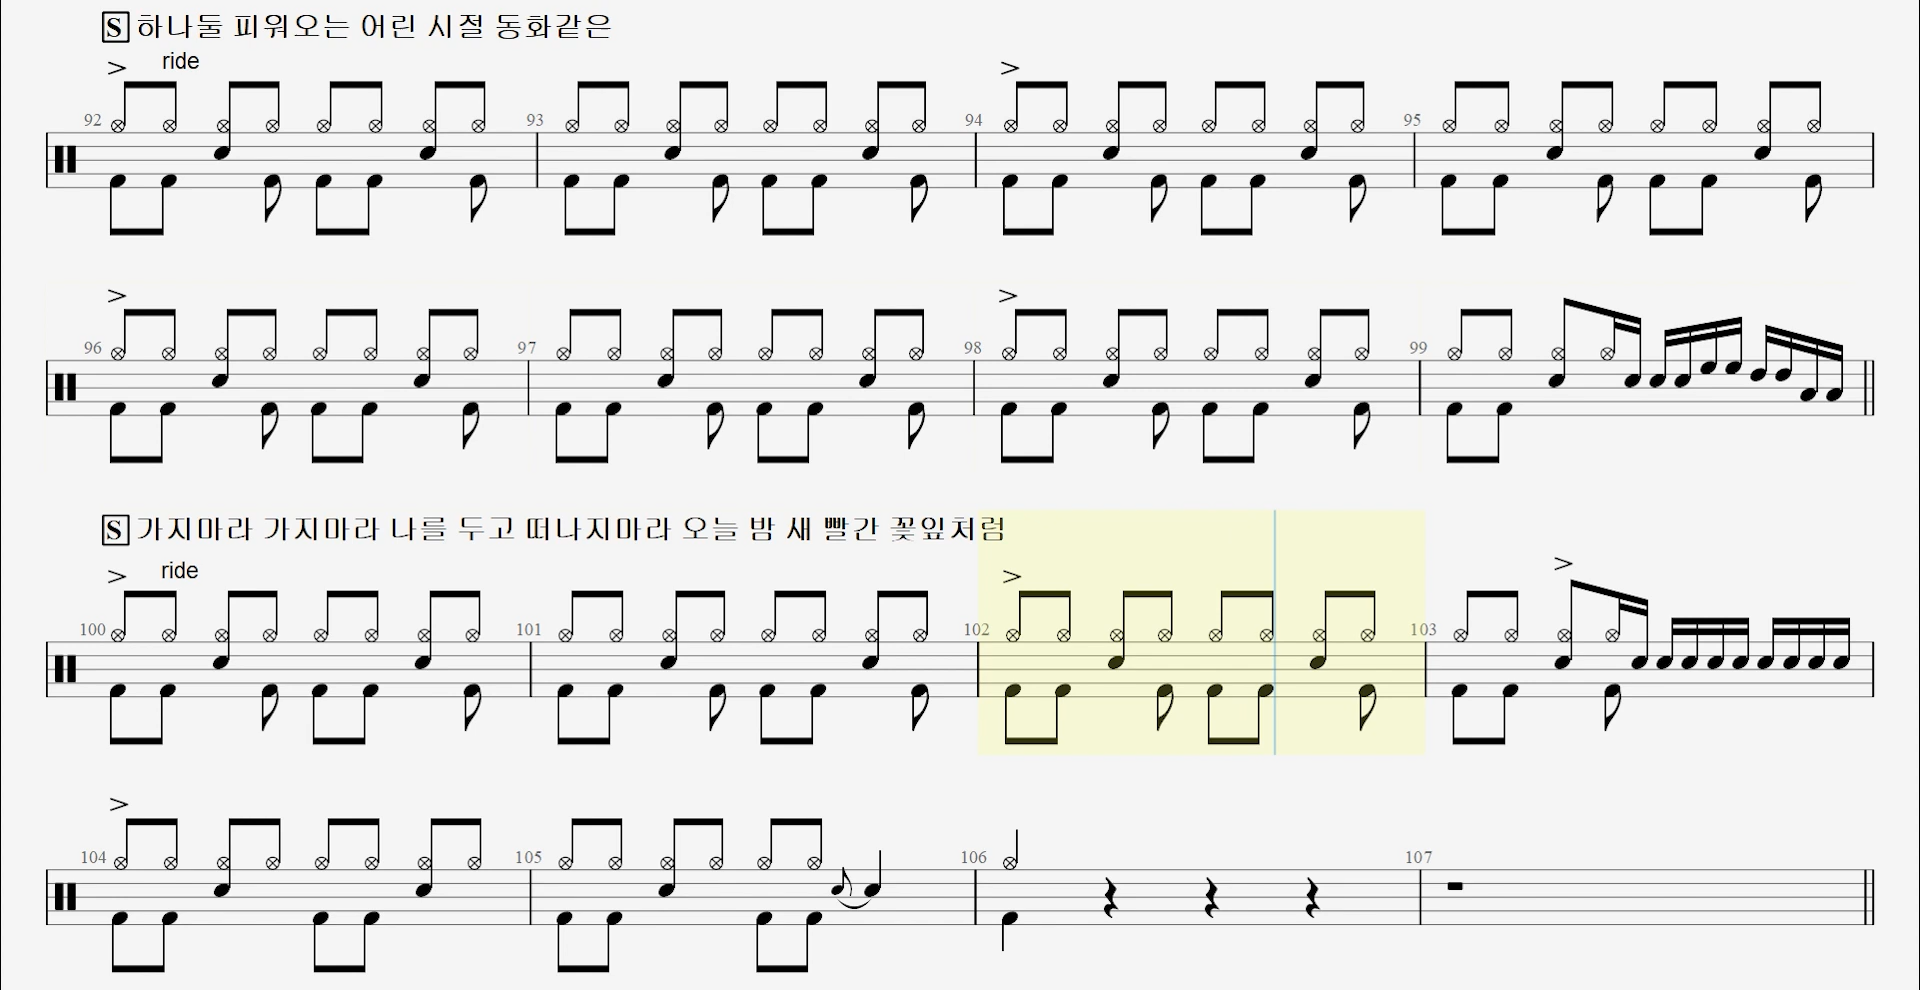 S 하나둘 피워오는 어린 시절 동화같은
ride
92 93 94 95
96 97 98 99
S 가지마라 가지마라 나를 두고 떠나지마라 오늘 밤 새 빨간 꽃잎처럼
ride
100 101 102 103
104 105 106 107